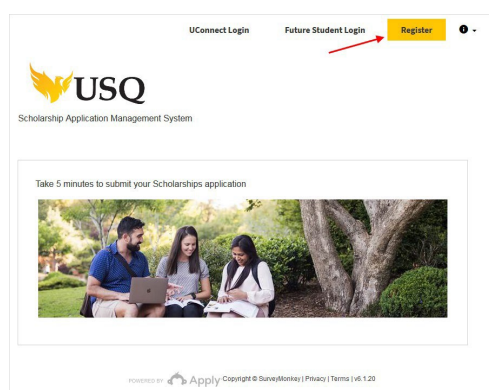 UConnect Login Future Student Login Register
USQ
Scholarship Application Management System
Take 5 minutes to submit your Scholarships application
POWERED BY Apply Copyright © SurveyMonkey | Privacy | Terms | v6.1.20